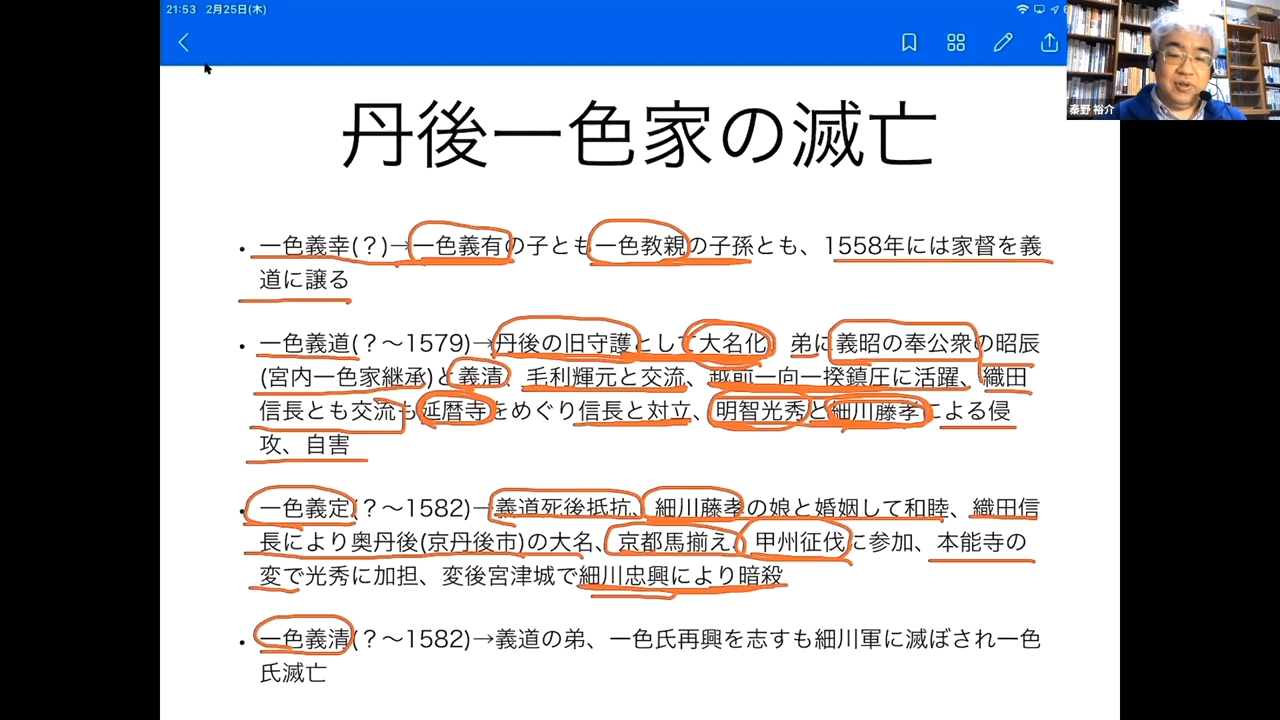 21:53 2月25日(木)
秦野 裕介
丹後一色家の滅亡
• 一色義幸(？)→一色義有の子とも一色教親の子孫とも、1558年には家督を義
道に譲る
• 一色義道(？〜1579)→丹後の旧守護として大名化、弟に義昭の奉公衆の昭辰
(宮内一色家継承)と義清、毛利輝元と交流、越前一向一揆鎮圧に活躍、織田
信長とも交流も延暦寺をめぐり信長と対立、明智光秀と細川藤孝による侵
攻、自害
• 一色義定(？〜1582)→義道死後抵抗、細川藤孝の娘と婚姻して和睦、織田信
長により奥丹後(京丹後市)の大名、京都馬揃え、甲州征伐に参加、本能寺の
変で光秀に加担、変後宮津城で細川忠興により暗殺
• 一色義清(？〜1582)→義道の弟、一色氏再興を志すも細川軍に滅ぼされ一色
氏滅亡